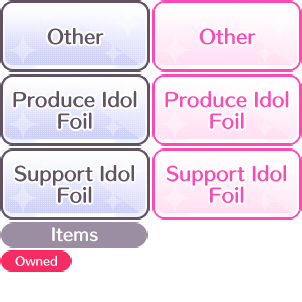 Other
Other
Produce Idol
Foil
Produce Idol
Foil
Support Idol
Foil
Support Idol
Foil
Items
Owned